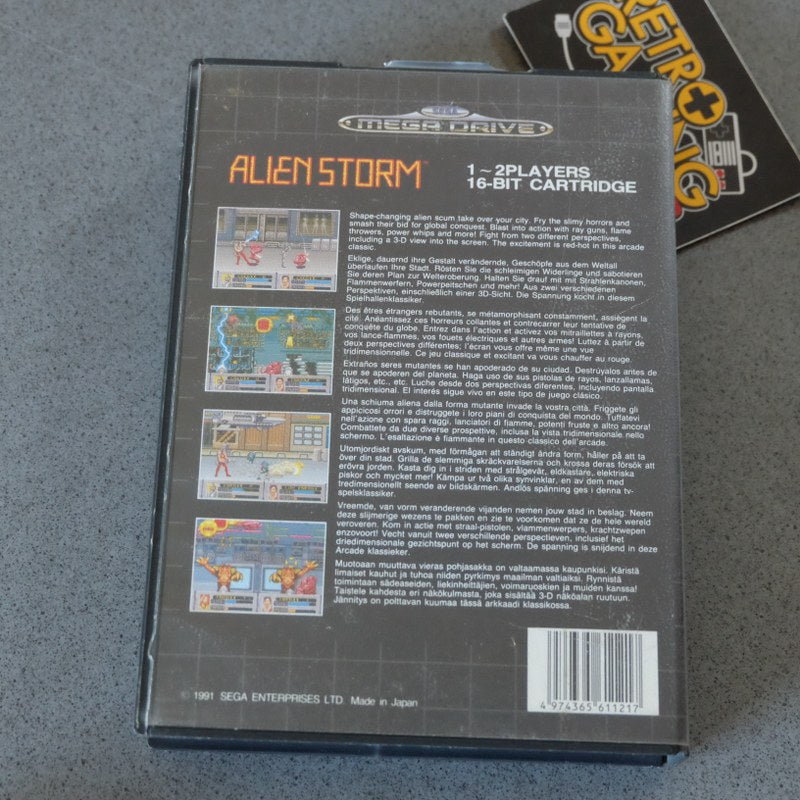 RETRO
GAMING
SEGA
MEGA DRIVE
ALIEN STORM™
1~2PLAYERS
16-BIT CARTRIDGE
Shape-changing alien scum take over your city. Fry the slimy horrors and
smash their bid for global conquest. Blast into action with ray guns, flame
throwers, power whips and more! Fight from two different perspectives,
including a 3-D view into the screen. The excitement is red-hot in this arcade
classic.
Eklige, dauernd ihre Gestalt verändernde, Geschöpfe aus dem Weltall
überlaufen Ihre Stadt. Rösten Sie die schleimigen Widerlinge und sabotieren
Sie deren Plan zur Welteroberung. Halten Sie drauf mit mit Strahlenkanonen,
Flammenwerfern, Powerpeitschen und mehr! Aus zwei verschiedenen
Perspektiven, einschließlich einer 3D-Sicht. Die Spannung kocht in diesem
Spielhallenklassiker.
Des êtres étrangers rebutants, se métamorphisant constamment, assiègent la
cité. Anéantissez ces horreurs collantes et contrecarrer leur tentative de
conquête du globe. Entrez dans l'action et activez vos mitraillettes à rayons,
vos lance-flammes, vos fouets électriques et autres armes! Luttez à partir de
deux perspectives différentes; l'écran vous offre même une vue
tridimensionnelle. Ce jeu classique et excitant va vous chauffer au rouge.
Extraños seres mutantes se han apoderado de su ciudad. Destrúyalos antes de
que se apoderen del planeta. Haga uso de sus pistolas de rayos, lanzallamas,
látigos, etc., etc. Luche desde dos perspectivas diferentes, incluyendo pantalla
tridimensional. El interés sigue vivo en este tipo de juego clásico.
Una schiuma aliena dalla forma mutante invade la vostra città. Friggete gli
appicicosi orrori e distruggete i loro piani di conquista del mondo. Tuffatevi
nell'azione con spara raggi, lanciatori di fiamme, potenti fruste e altro ancora!
Combattete da due diverse prospettive, inclusa la vista tridimensionale nello
schermo. L'esaltazione è fiammante in questo classico dell'arcade.
Utomjordiskt avskum, med förmågan att ständigt ändra form, håller på att ta
över din stad. Grilla de slemmiga skräckvarelserna och krossa deras försök att
erövra jorden. Kasta dig in i striden med strålgevär, eldkastare, elektriska
piskor och mycket mer! Kämpa ur två olika synvinklar, en av dem med
tredimensionellt seende av bildskärmen. Andlös spänning ges i denna tv-
spelsklassiker.
Vreemde, van vorm veranderende vijanden nemen jouw stad in beslag. Neem
deze slijmerige wezens te pakken en zie te voorkomen dat ze de hele wereld
veroveren. Kom in actie met straal-pistolen, vlammenwerpers, krachtzwepen
enzovoort! Vecht vanuit twee verschillende perspectieven, inclusief het
driedimensionale gezichtspunt op het scherm. De spanning is snijdend in deze
Arcade klassieker.
Muotoaan muuttava vieras pohjasakka on valtaamassa kaupunkisi. Käristä
limaiset kauhut ja tuhoa niiden pyrkimys maailman valtiaiksi. Rynnistä
toimintaan sädeaseiden, liekinheittäjien, voimaruoskien ja muiden kanssa!
Taistele kahdesta eri näkökulmasta, joka sisältää 3-D näköalan ruutuun.
Jännitys on polttavan kuumaa tässä arkkaadi klassikossa.
© 1991 SEGA ENTERPRISES LTD. Made in Japan
4 974365 611217